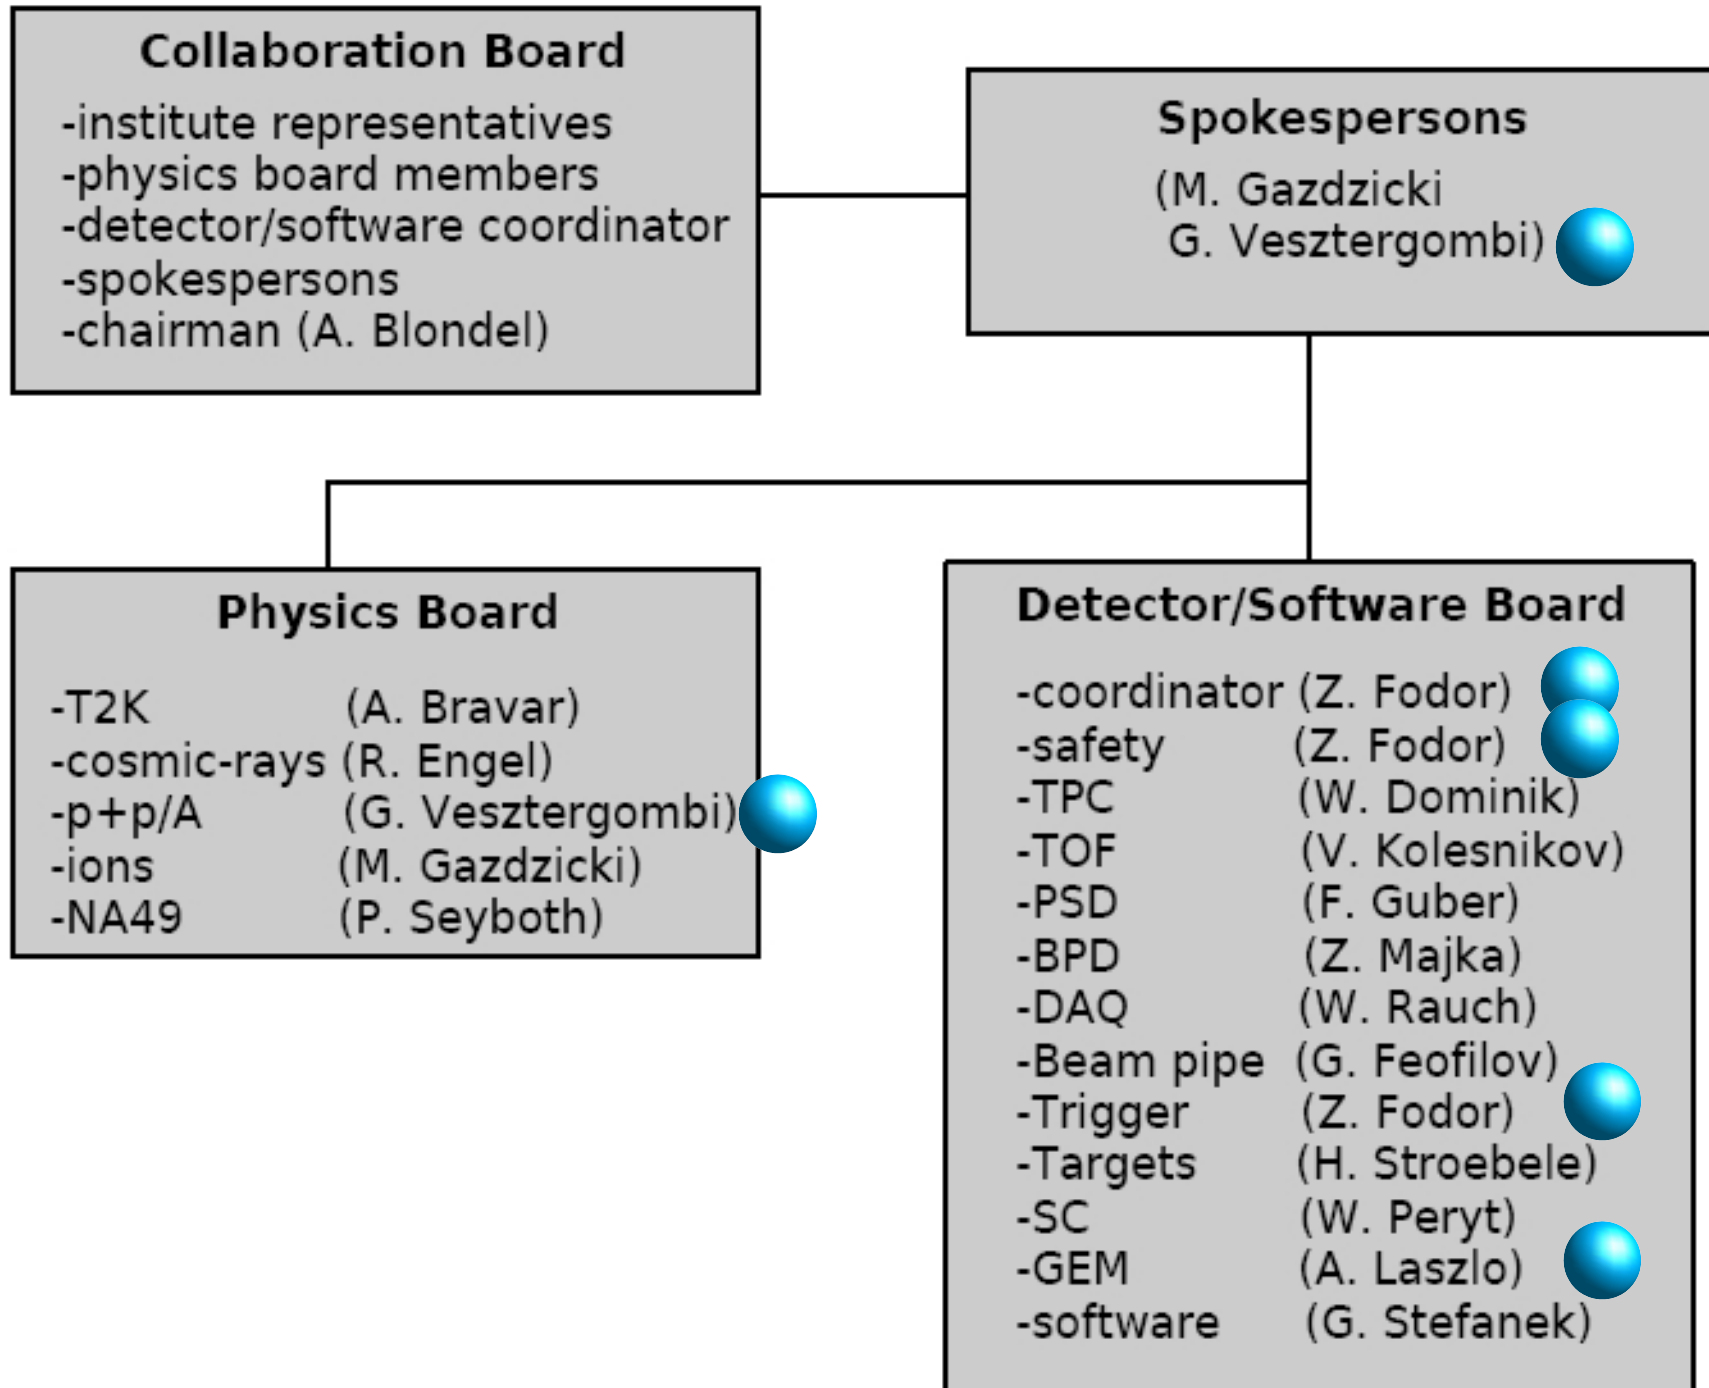 Collaboration Board
-institute representatives
-physics board members
-detector/software coordinator
-spokespersons
-chairman (A. Blondel)
Spokespersons
(M. Gazdzicki
G. Vesztergombi)
Physics Board
-T2K (A. Bravar)
-cosmic-rays (R. Engel)
-p+p/A (G. Vesztergombi)
-ions (M. Gazdzicki)
-NA49 (P. Seyboth)
Detector/Software Board
-coordinator (Z. Fodor)
-safety (Z. Fodor)
-TPC (W. Dominik)
-TOF (V. Kolesnikov)
-PSD (F. Guber)
-BPD (Z. Majka)
-DAQ (W. Rauch)
-Beam pipe (G. Feofilov)
-Trigger (Z. Fodor)
-Targets (H. Stroebele)
-SC (W. Peryt)
-GEM (A. Laszlo)
-software (G. Stefanek)